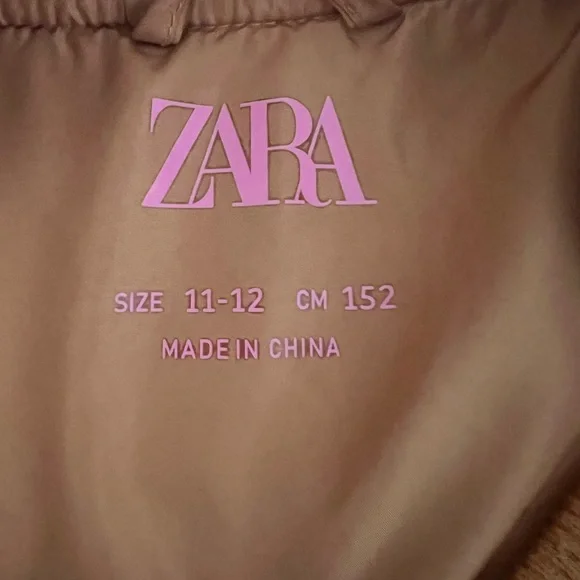 ZARA
SIZE 11-12 CM 152
MADE IN CHINA